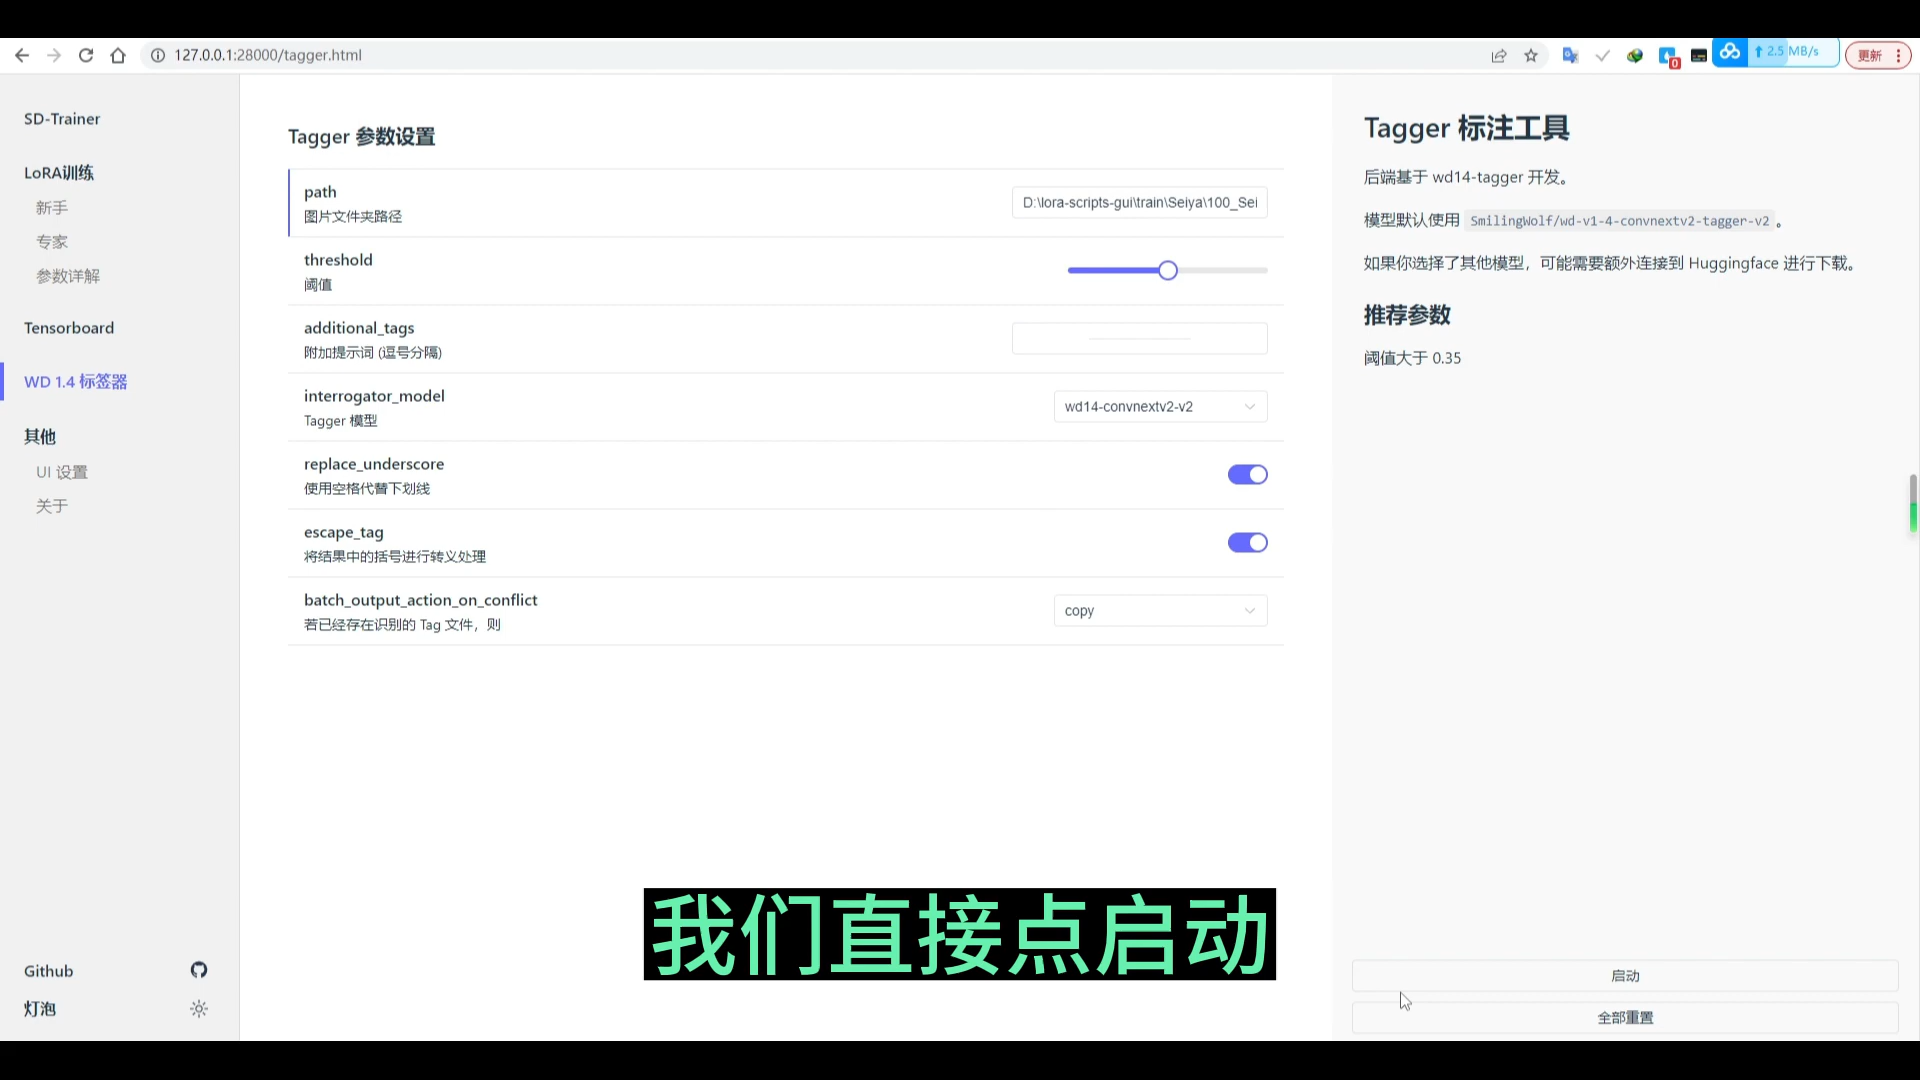 127.0.0.1:28000/tagger.html
2.5 MB/s
更新
0
SD-Trainer
LoRA训练
新手
专家
参数详解
Tensorboard
WD 1.4 标签器
其他
UI 设置
关于
Github
灯泡
Tagger 参数设置
path
图片文件夹路径
D:\lora-scripts-gui\train\Seiya\100_Sei
threshold
阈值
additional_tags
附加提示词 (逗号分隔)
interrogator_model
Tagger 模型
wd14-convnextv2-v2
replace_underscore
使用空格代替下划线
escape_tag
将结果中的括号进行转义处理
batch_output_action_on_conflict
若已经存在识别的 Tag 文件，则
copy
Tagger 标注工具
后端基于 wd14-tagger 开发。
模型默认使用 SmilingWolf/wd-v1-4-convnextv2-tagger-v2 。
如果你选择了其他模型，可能需要额外连接到 Huggingface 进行下载。
推荐参数
阈值大于 0.35
启动
全部重置
我们直接点启动